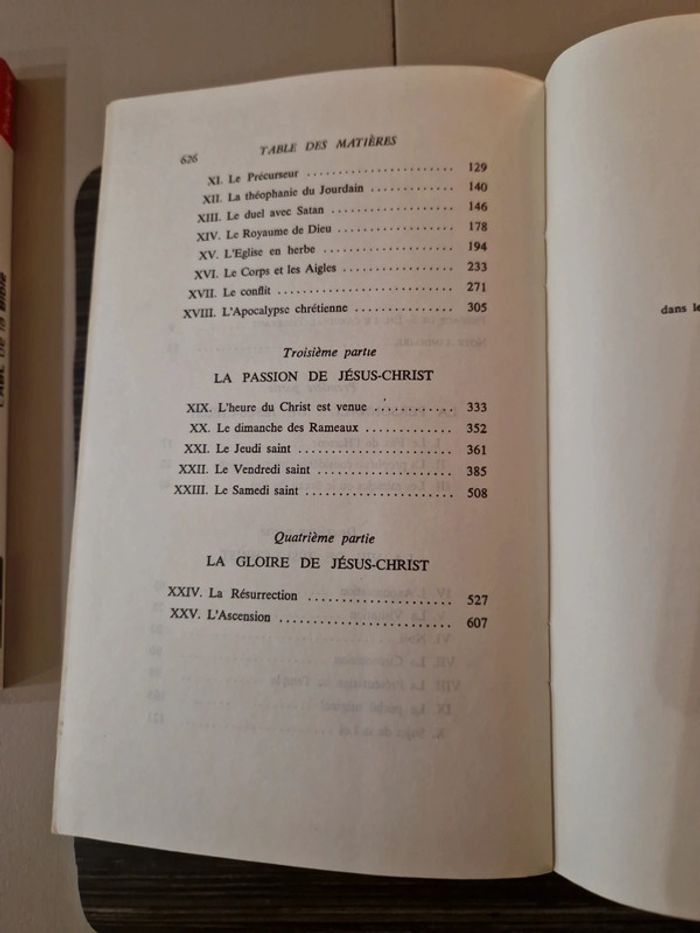 626 TABLE DES MATIÈRES
XI. Le Précurseur ........................ 129
XII. La théophanie du Jourdain .............. 140
XIII. Le duel avec Satan .................... 146
XIV. Le Royaume de Dieu .................... 178
XV. L'Eglise en herbe ...................... 194
XVI. Le Corps et les Aigles .................. 233
XVII. Le conflit ............................ 271
XVIII. L'Apocalypse chrétienne ................ 305
Troisième partie
LA PASSION DE JÉSUS-CHRIST
XIX. L'heure du Christ est venue ............ 333
XX. Le dimanche des Rameaux .............. 352
XXI. Le Jeudi saint ........................ 361
XXII. Le Vendredi saint ...................... 385
XXIII. Le Samedi saint ........................ 508
Quatrième partie
LA GLOIRE DE JÉSUS-CHRIST
XXIV. La Résurrection ...................... 527
XXV. L'Ascension .......................... 607
dans le
L'ABC de la Bible